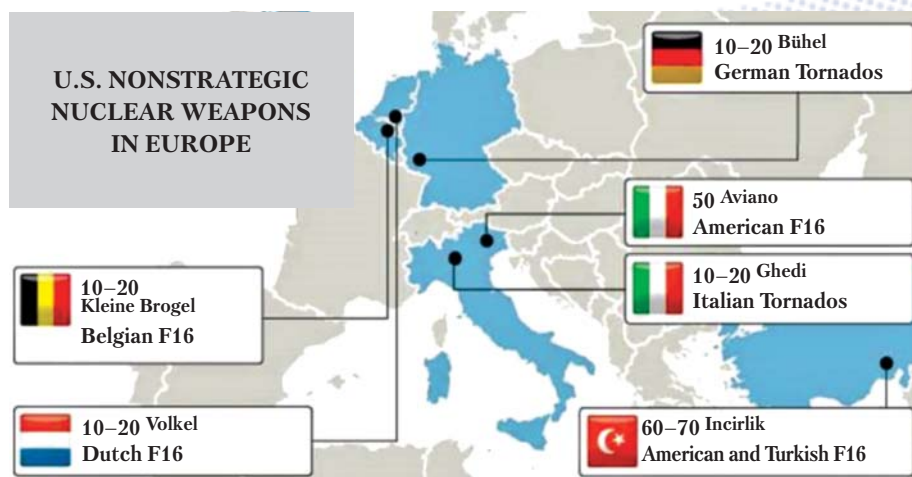 U.S. NONSTRATEGIC
NUCLEAR WEAPONS
IN EUROPE
10–20 Bühel
German Tornados
50 Aviano
American F16
10–20 Ghedi
Italian Tornados
10–20
Kleine Brogel
Belgian F16
10–20 Volkel
Dutch F16
60–70 Incirlik
American and Turkish F16